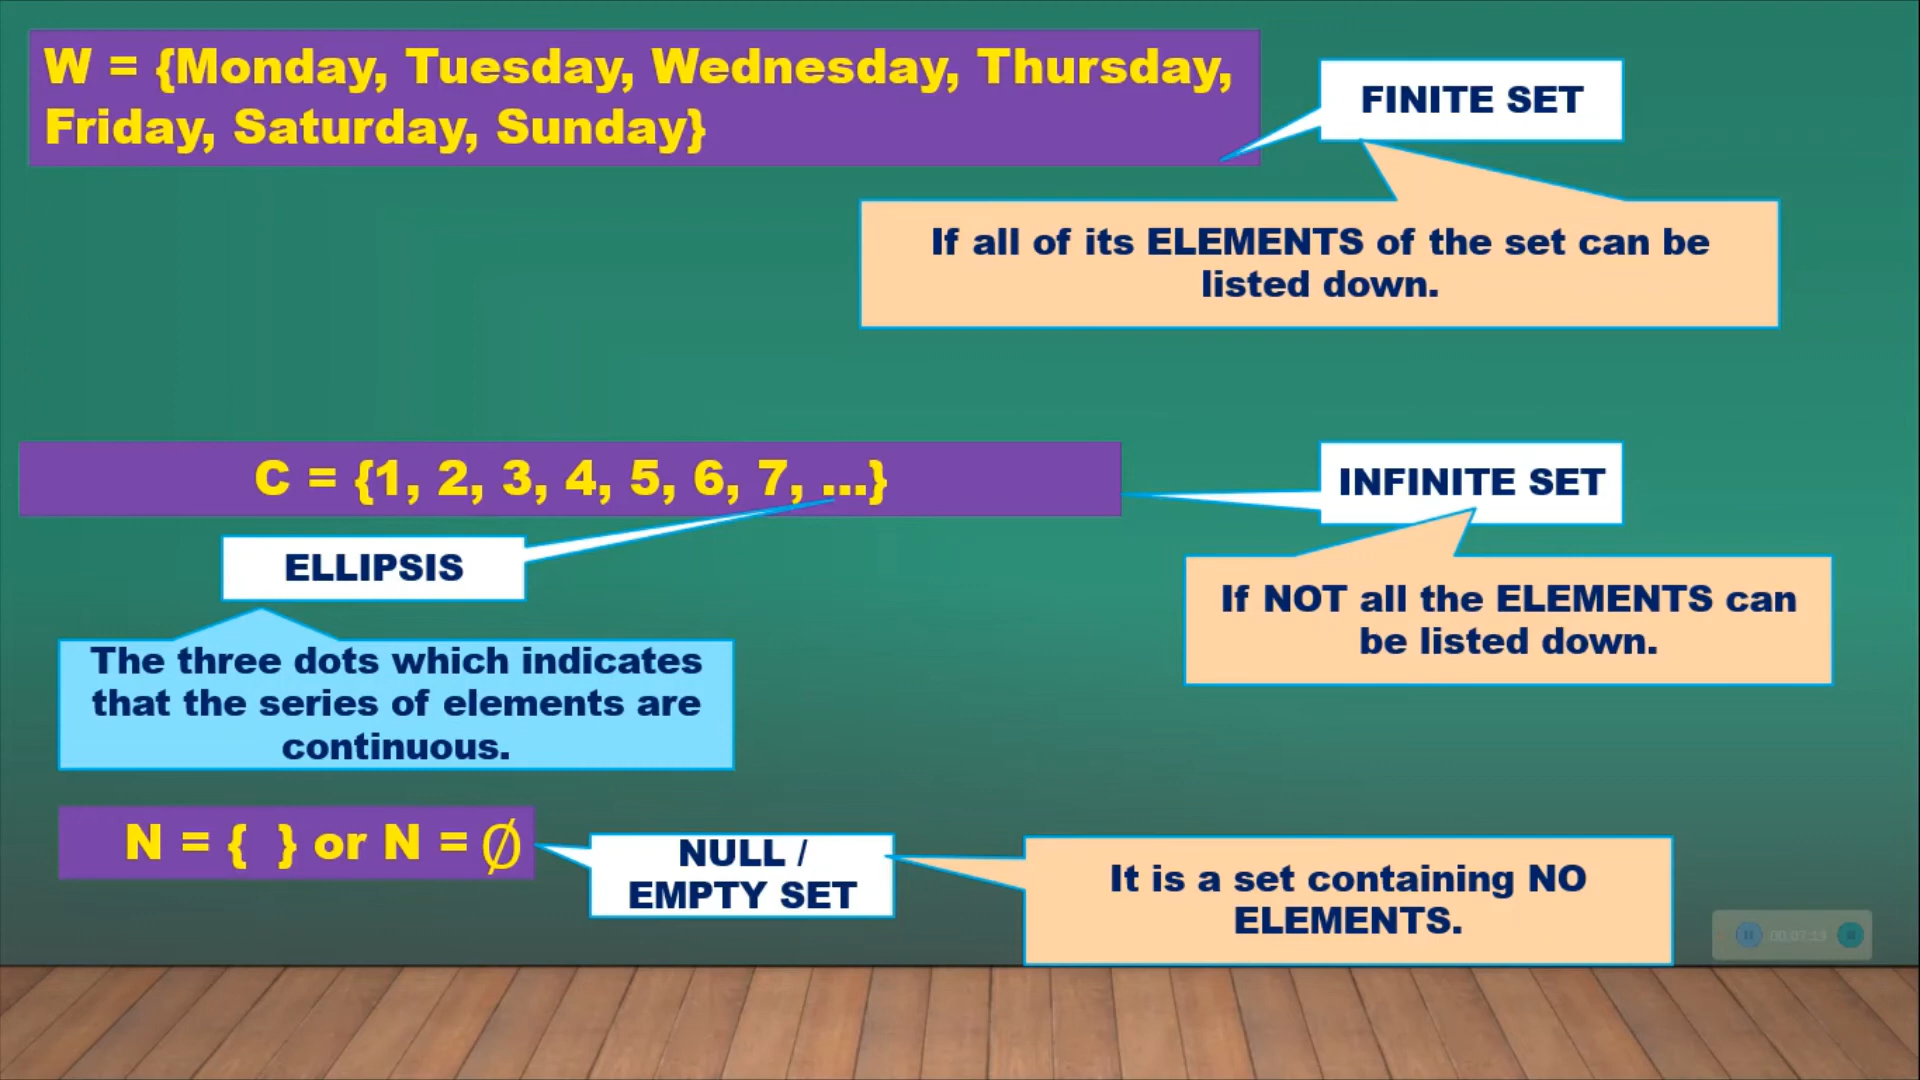 W = {Monday, Tuesday, Wednesday, Thursday,
Friday, Saturday, Sunday}
FINITE SET
If all of its ELEMENTS of the set can be
listed down.
C = {1, 2, 3, 4, 5, 6, 7, ...}
INFINITE SET
ELLIPSIS
If NOT all the ELEMENTS can
be listed down.
The three dots which indicates
that the series of elements are
continuous.
N = { } or N = ∅
NULL /
EMPTY SET
It is a set containing NO
ELEMENTS.